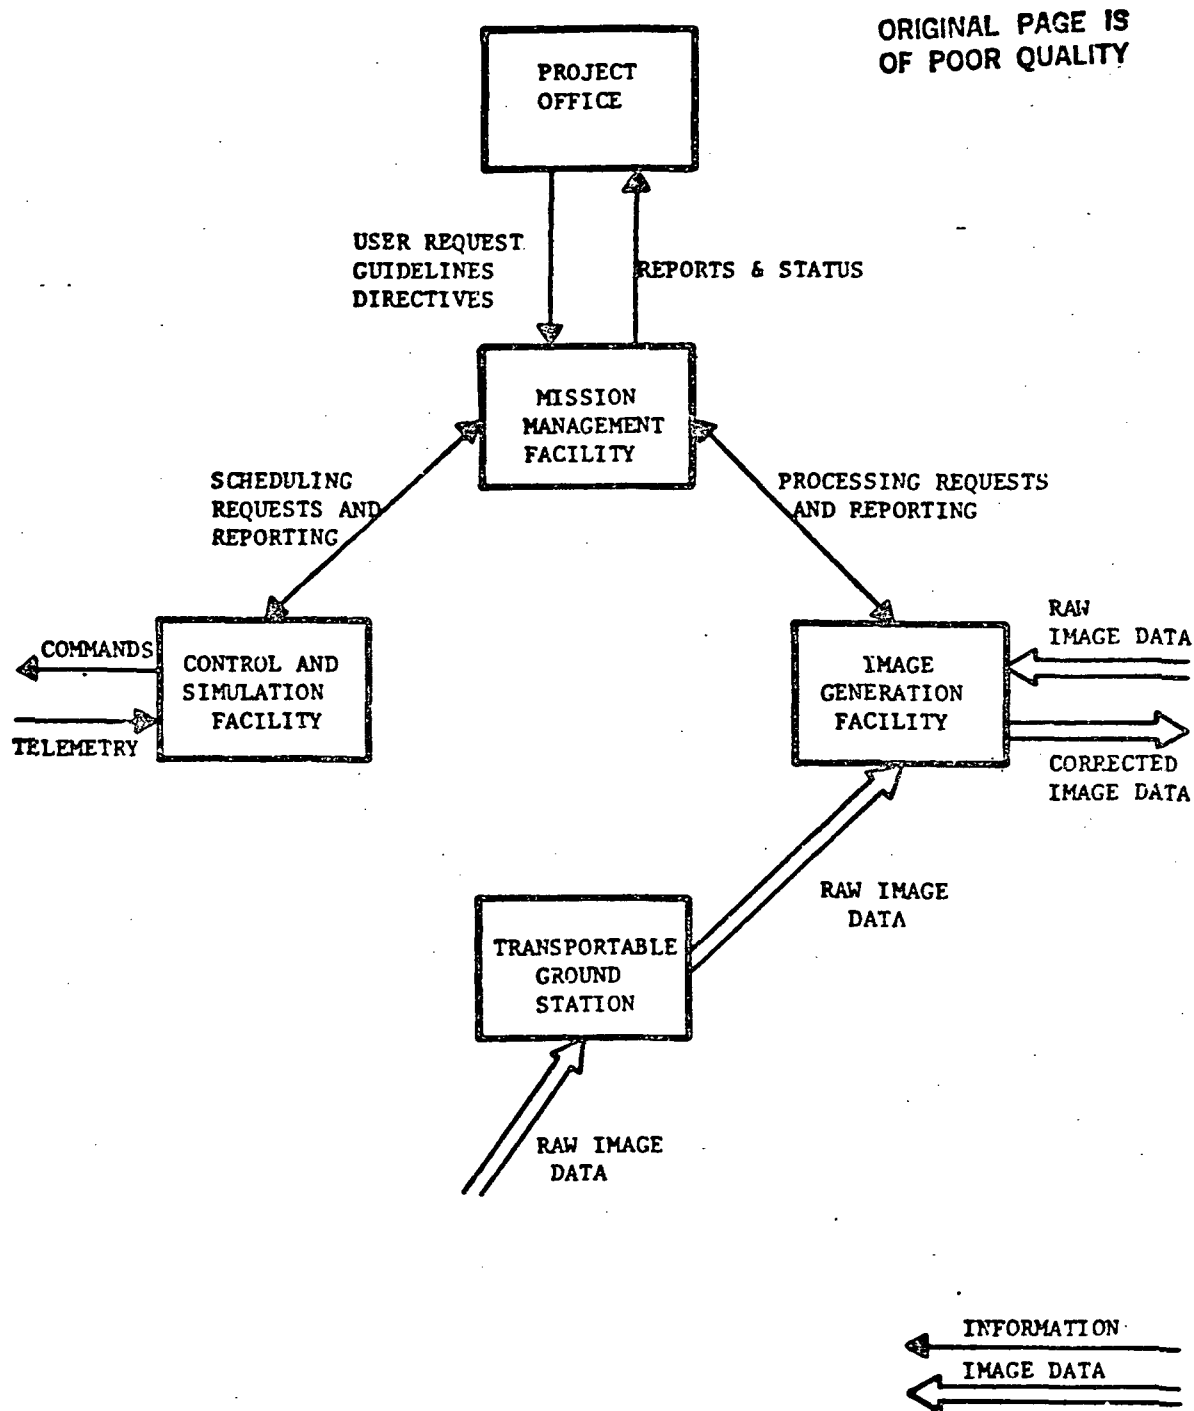 ORIGINAL PAGE IS
OF POOR QUALITY
PROJECT
OFFICE
USER REQUEST
GUIDELINES
DIRECTIVES
REPORTS & STATUS
MISSION
MANAGEMENT
FACILITY
SCHEDULING
REQUESTS AND
REPORTING
PROCESSING REQUESTS
AND REPORTING
COMMANDS
TELEMETRY
CONTROL AND
SIMULATION
FACILITY
IMAGE
GENERATION
FACILITY
RAW
IMAGE DATA
CORRECTED
IMAGE DATA
RAW IMAGE
DATA
TRANSPORTABLE
GROUND
STATION
RAW IMAGE
DATA
INFORMATION
IMAGE DATA